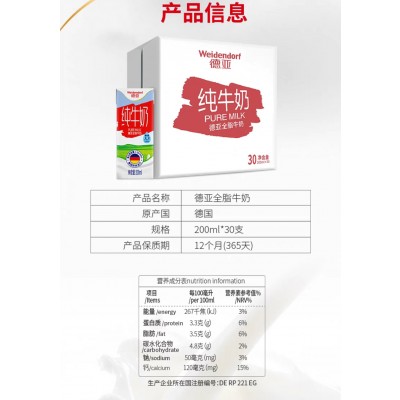 产品信息
Weidendorf
德亚
纯牛奶
PURE MILK
德亚全脂牛奶
30
Weidendorf
德亚
纯牛奶
产品名称 德亚全脂牛奶
原产国 德国
规格 200ml*30支
产品保质期 12个月(365天)
营养成分表nutrition information
项目 每100毫升 营养素参考值%
/Items /per 100ml /NRV%
能量/energy 267千焦(kJ) 3%
蛋白质/protein 3.3克(g) 6%
脂肪/fat 3.5克(g) 6%
碳水化合物/carbohydrate 4.8克(g) 2%
钠/sodium 50毫克(mg) 3%
钙/calcium 120毫克(mg) 15%
生产企业所在国注册编号:DE RP 221 EG